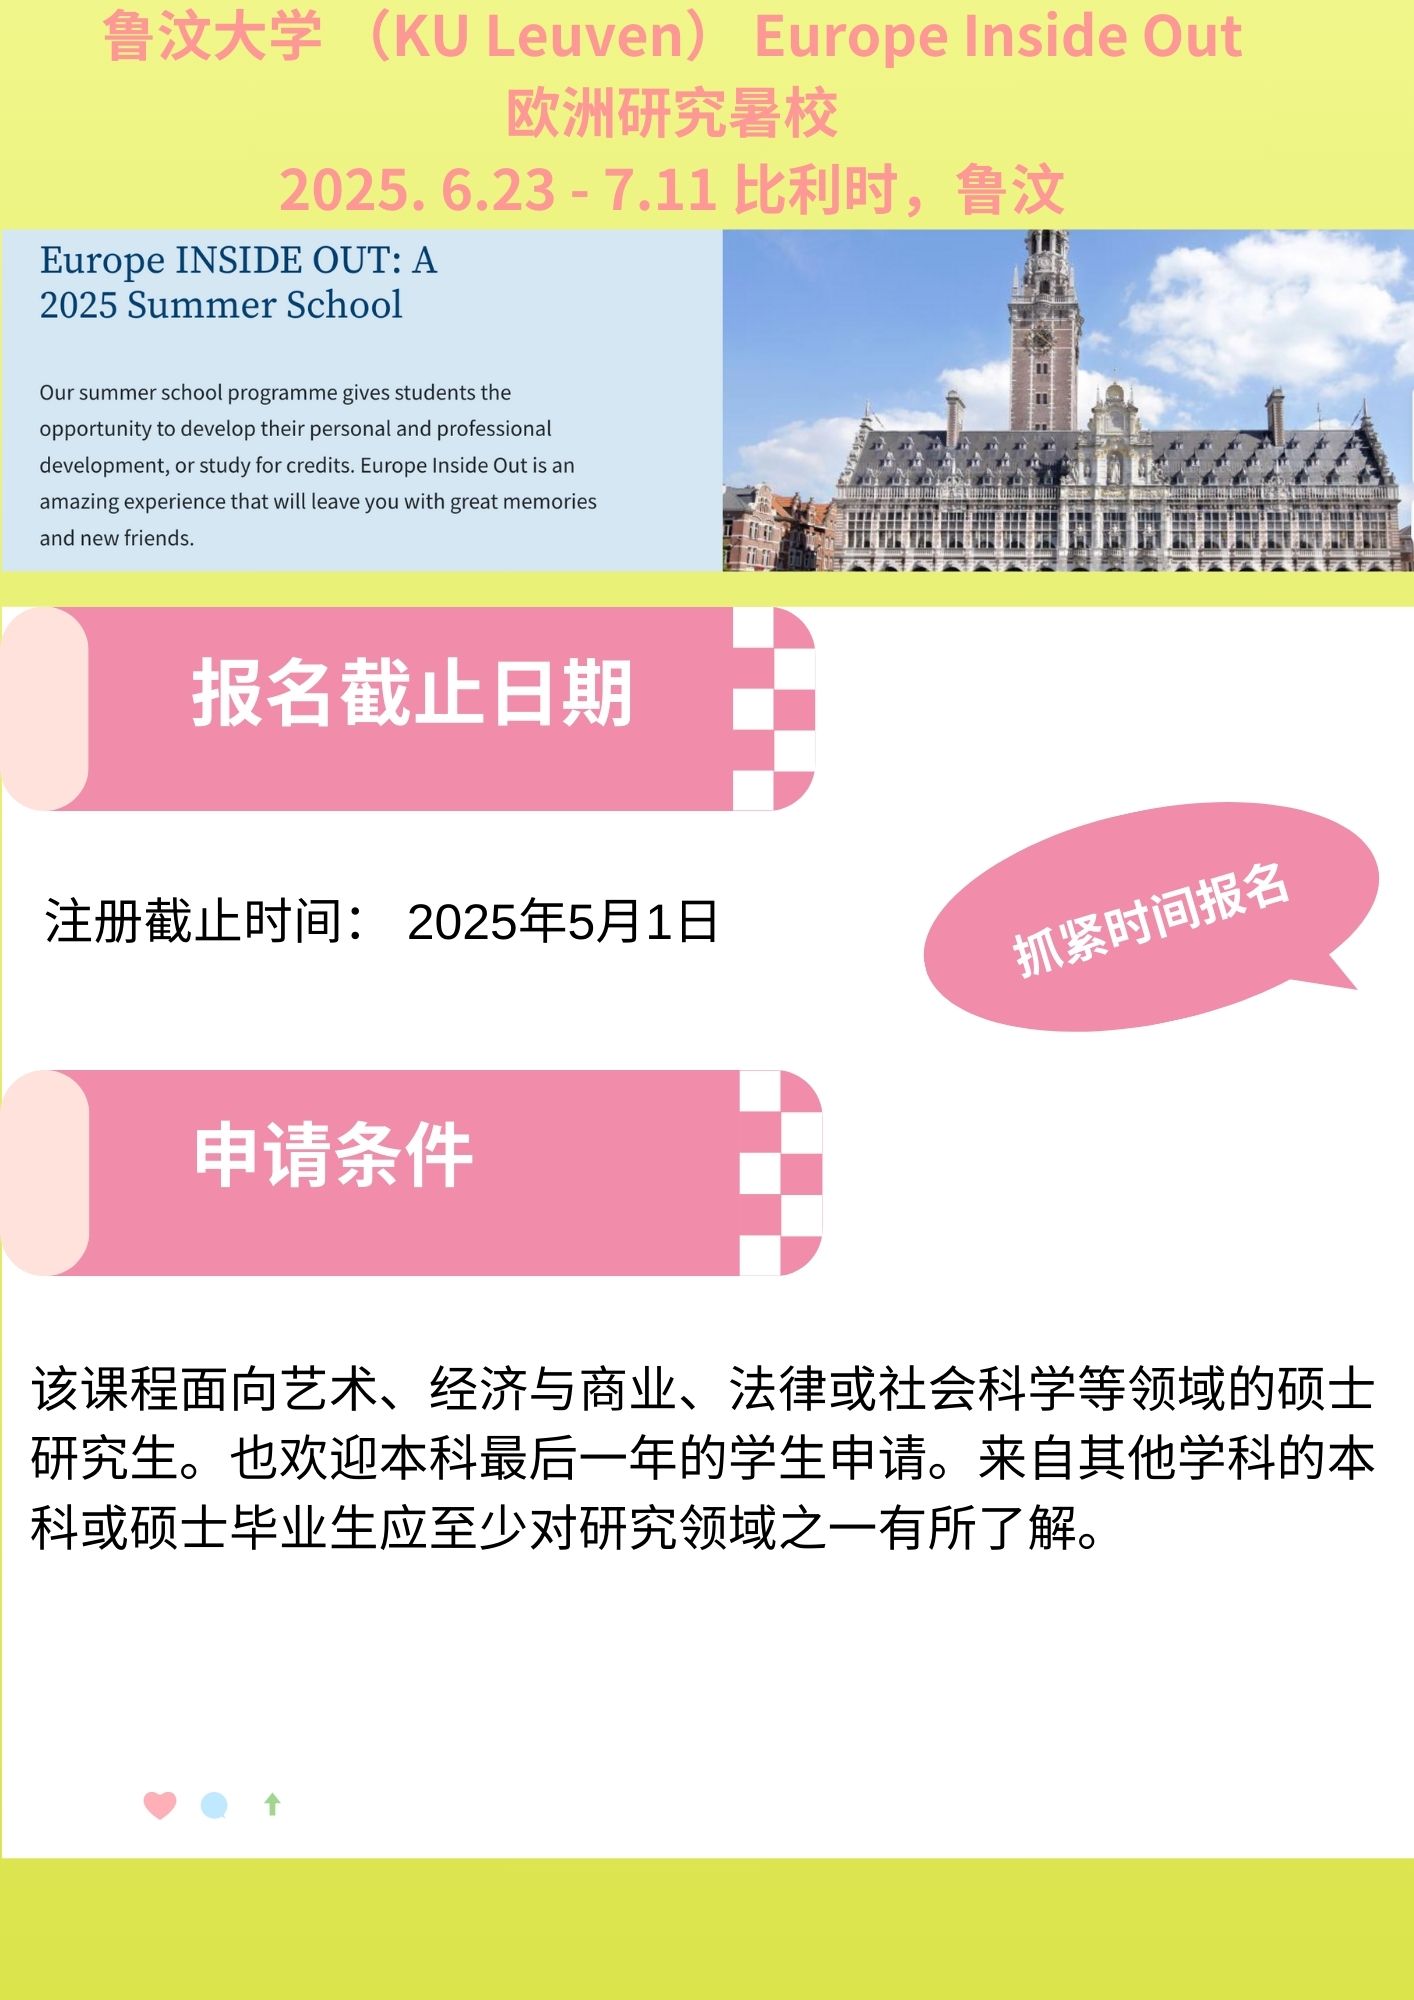 鲁汶大学 （KU Leuven） Europe Inside Out
欧洲研究暑校
2025. 6.23 - 7.11 比利时，鲁汶
Europe INSIDE OUT: A
2025 Summer School
Our summer school programme gives students the
opportunity to develop their personal and professional
development, or study for credits. Europe Inside Out is an
amazing experience that will leave you with great memories
and new friends.
报名截止日期
注册截止时间： 2025年5月1日
抓紧时间报名
申请条件
该课程面向艺术、经济与商业、法律或社会科学等领域的硕士
研究生。也欢迎本科最后一年的学生申请。来自其他学科的本
科或硕士毕业生应至少对研究领域之一有所了解。